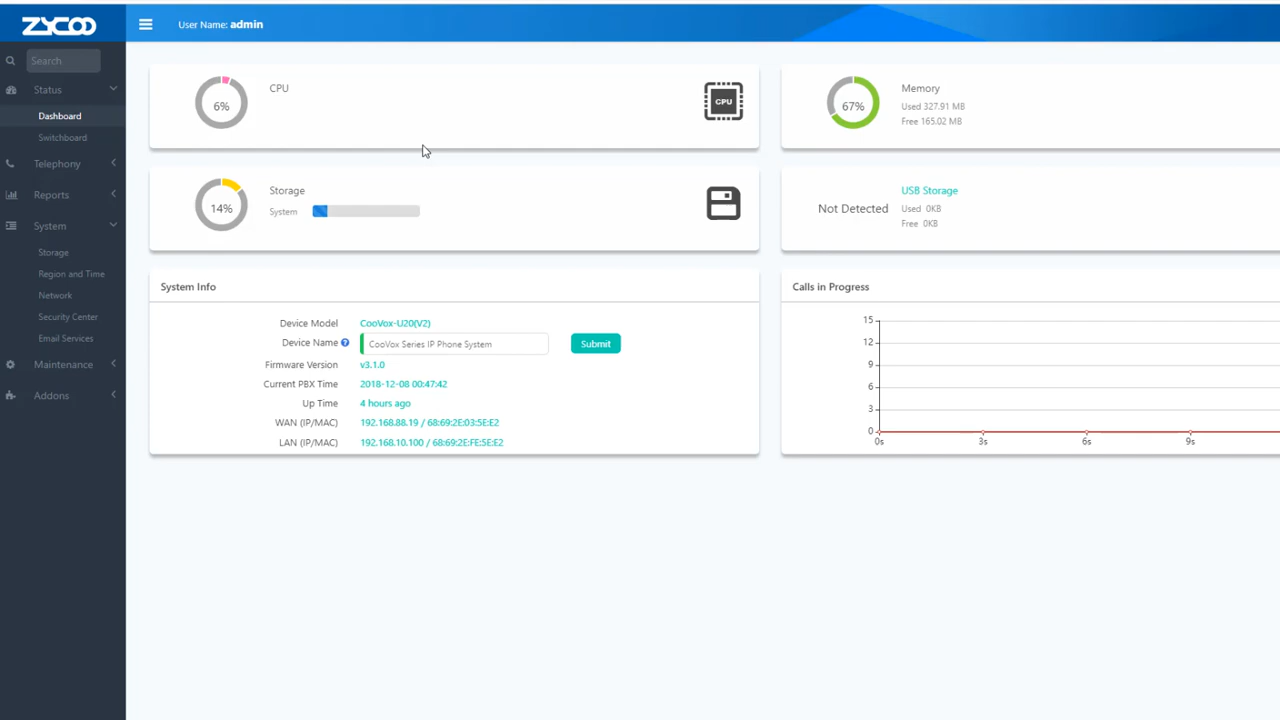 ZYCOO
User Name: admin
Search
Status
Dashboard
Switchboard
Telephony
Reports
System
Storage
Region and Time
Network
Security Center
Email Services
Maintenance
Addons
6%
CPU
CPU
67%
Memory
Used 327.91 MB
Free 165.02 MB
14%
Storage
System
Not Detected
USB Storage
Used 0KB
Free 0KB
System Info
Device Model CooVox-U20(V2)
Device Name ? CooVox Series IP Phone System Submit
Firmware Version v3.1.0
Current PBX Time 2018-12-08 00:47:42
Up Time 4 hours ago
WAN (IP/MAC) 192.168.88.19 / 68:69:2E:03:5E:E2
LAN (IP/MAC) 192.168.10.100 / 68:69:2E:FE:5E:E2
Calls in Progress
15
12
9
6
3
0
0s 3s 6s 9s